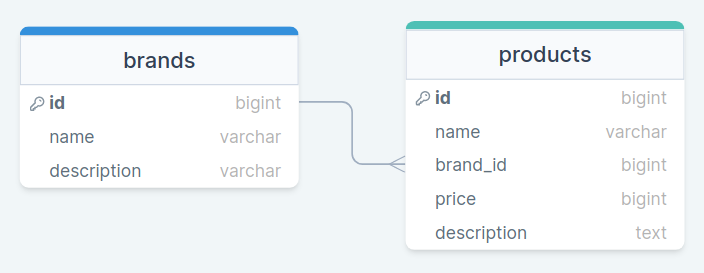 brands
id bigint
name varchar
description varchar
products
id bigint
name varchar
brand_id bigint
price bigint
description text